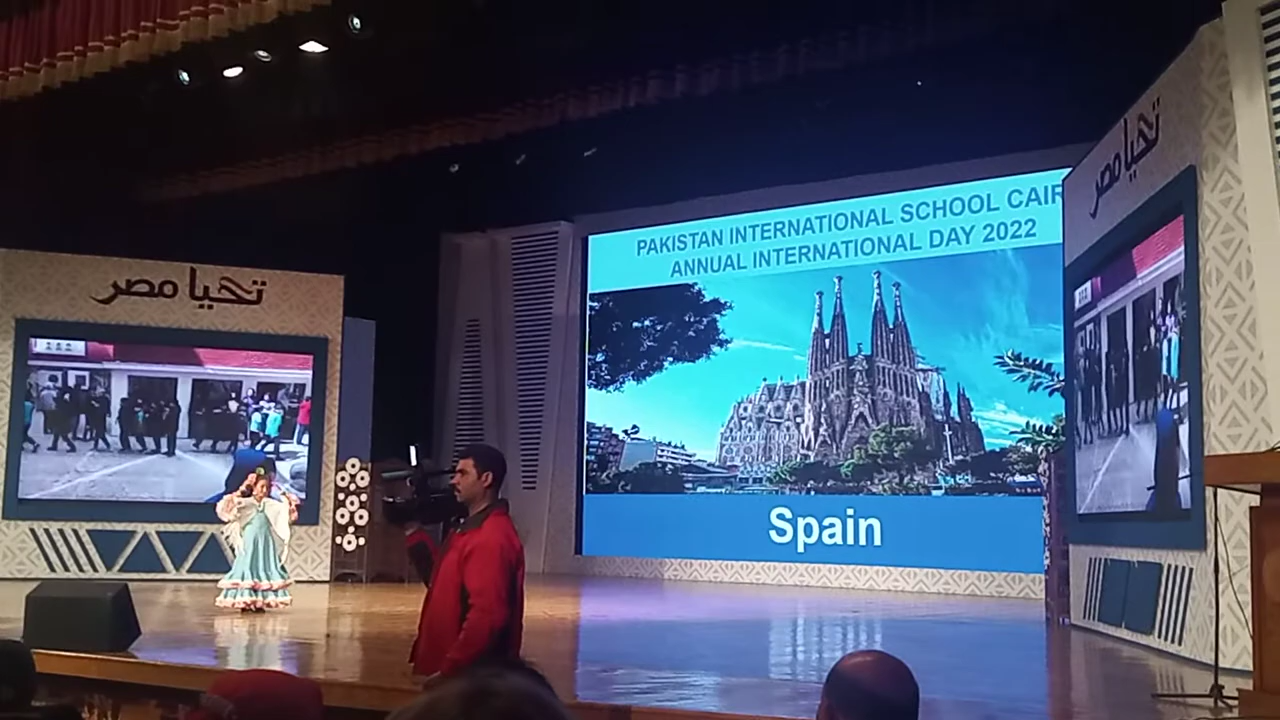 تحيا مصر
PAKISTAN INTERNATIONAL SCHOOL CAIR
ANNUAL INTERNATIONAL DAY 2022
Spain
تحيا مصر